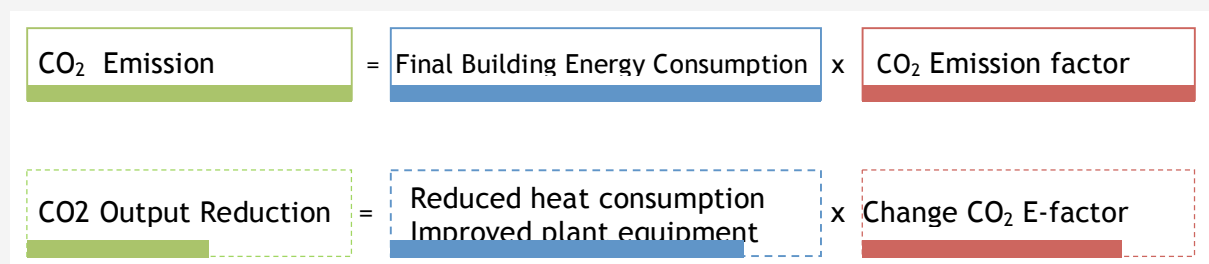 CO₂ Emission = Final Building Energy Consumption x CO₂ Emission factor
CO2 Output Reduction = Reduced heat consumption x Change CO₂ E-factor
Improved plant equipment